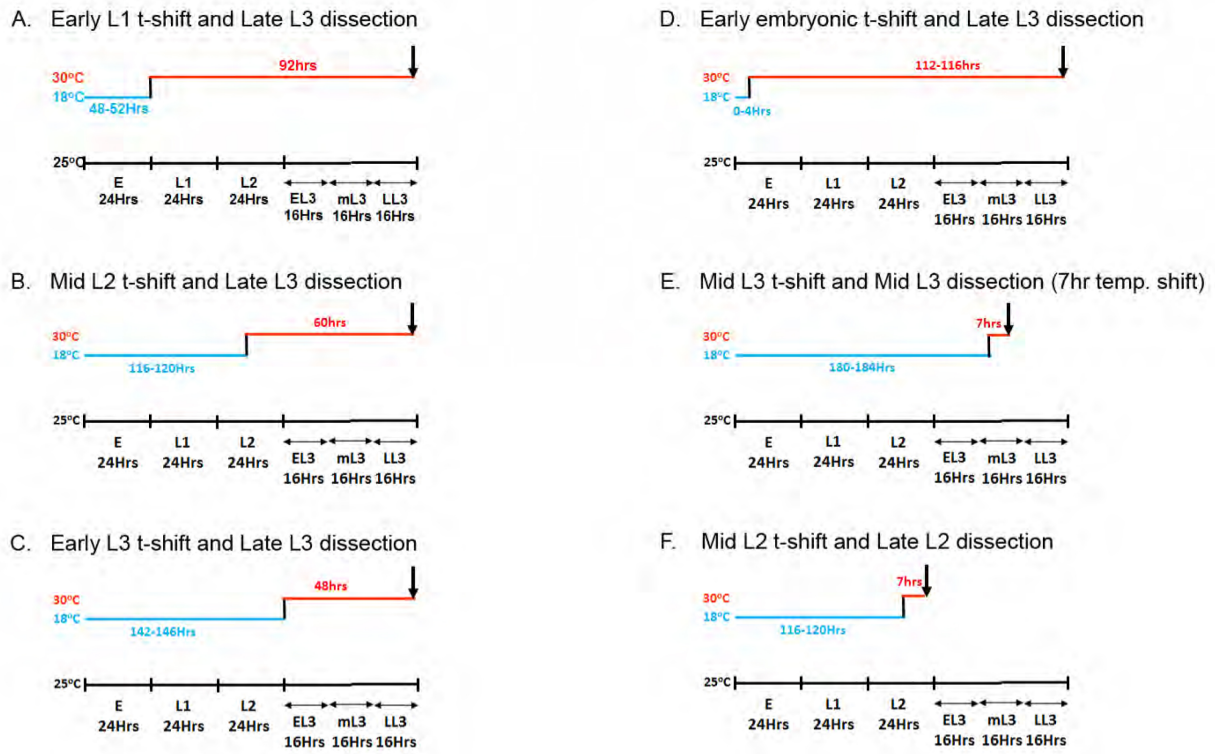 A. Early L1 t-shift and Late L3 dissection
92hrs
30°C
18°C
48-52Hrs
25°C
E L1 L2 EL3 mL3 LL3
24Hrs 24Hrs 24Hrs 16Hrs 16Hrs 16Hrs
B. Mid L2 t-shift and Late L3 dissection
60hrs
30°C
18°C
116-120Hrs
25°C
E L1 L2 EL3 mL3 LL3
24Hrs 24Hrs 24Hrs 16Hrs 16Hrs 16Hrs
C. Early L3 t-shift and Late L3 dissection
48hrs
30°C
18°C
142-146Hrs
25°C
E L1 L2 EL3 mL3 LL3
24Hrs 24Hrs 24Hrs 16Hrs 16Hrs 16Hrs
D. Early embryonic t-shift and Late L3 dissection
112-116hrs
30°C
18°C
0-4Hrs
25°C
E L1 L2 EL3 mL3 LL3
24Hrs 24Hrs 24Hrs 16Hrs 16Hrs 16Hrs
E. Mid L3 t-shift and Mid L3 dissection (7hr temp. shift)
7hrs
30°C
18°C
180-184Hrs
25°C
E L1 L2 EL3 mL3 LL3
24Hrs 24Hrs 24Hrs 16Hrs 16Hrs 16Hrs
F. Mid L2 t-shift and Late L2 dissection
7hrs
30°C
18°C
116-120Hrs
25°C
E L1 L2 EL3 mL3 LL3
24Hrs 24Hrs 24Hrs 16Hrs 16Hrs 16Hrs